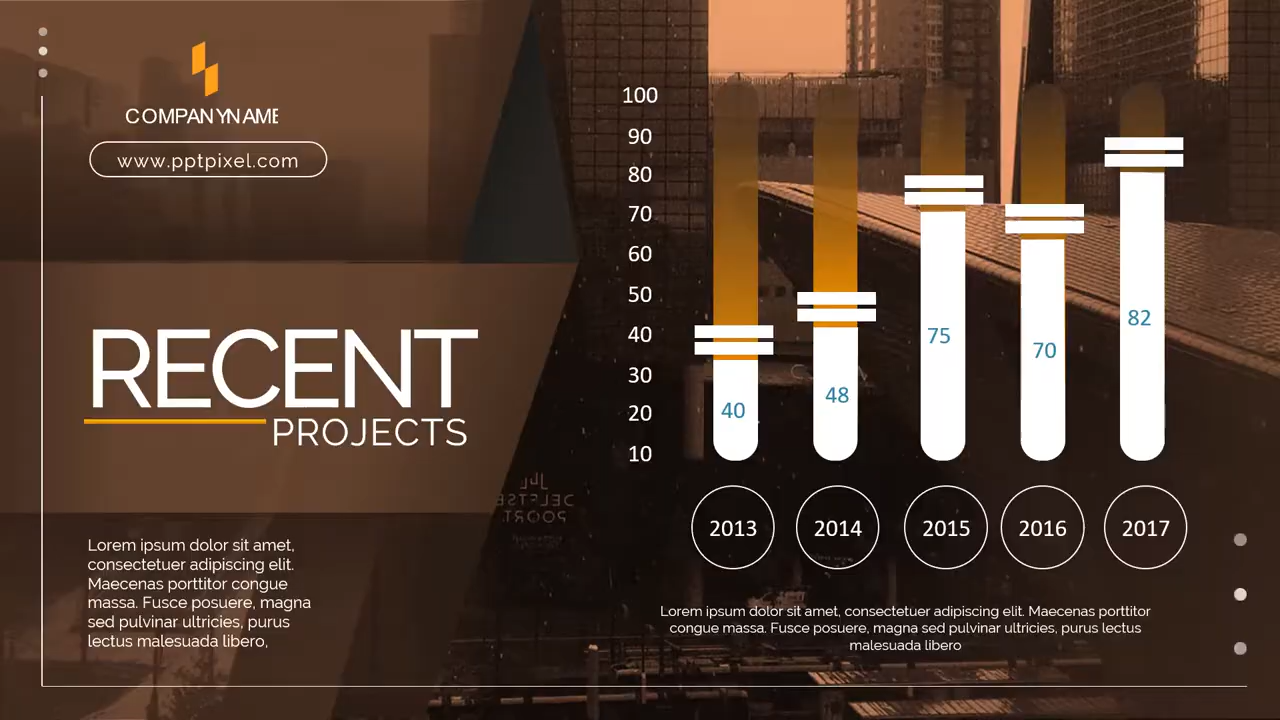 COMPANYNAME
www.pptpixel.com
RECENT
PROJECTS
Lorem ipsum dolor sit amet,
consectetuer adipiscing elit.
Maecenas porttitor congue
massa. Fusce posuere, magna
sed pulvinar ultricies, purus
lectus malesuada libero,
100
90
80
70
60
50
40
30
20
10
40
48
75
70
82
2013
2014
2015
2016
2017
Lorem ipsum dolor sit amet, consectetuer adipiscing elit. Maecenas porttitor
congue massa. Fusce posuere, magna sed pulvinar ultricies, purus lectus
malesuada libero
DELFTSE
POORT